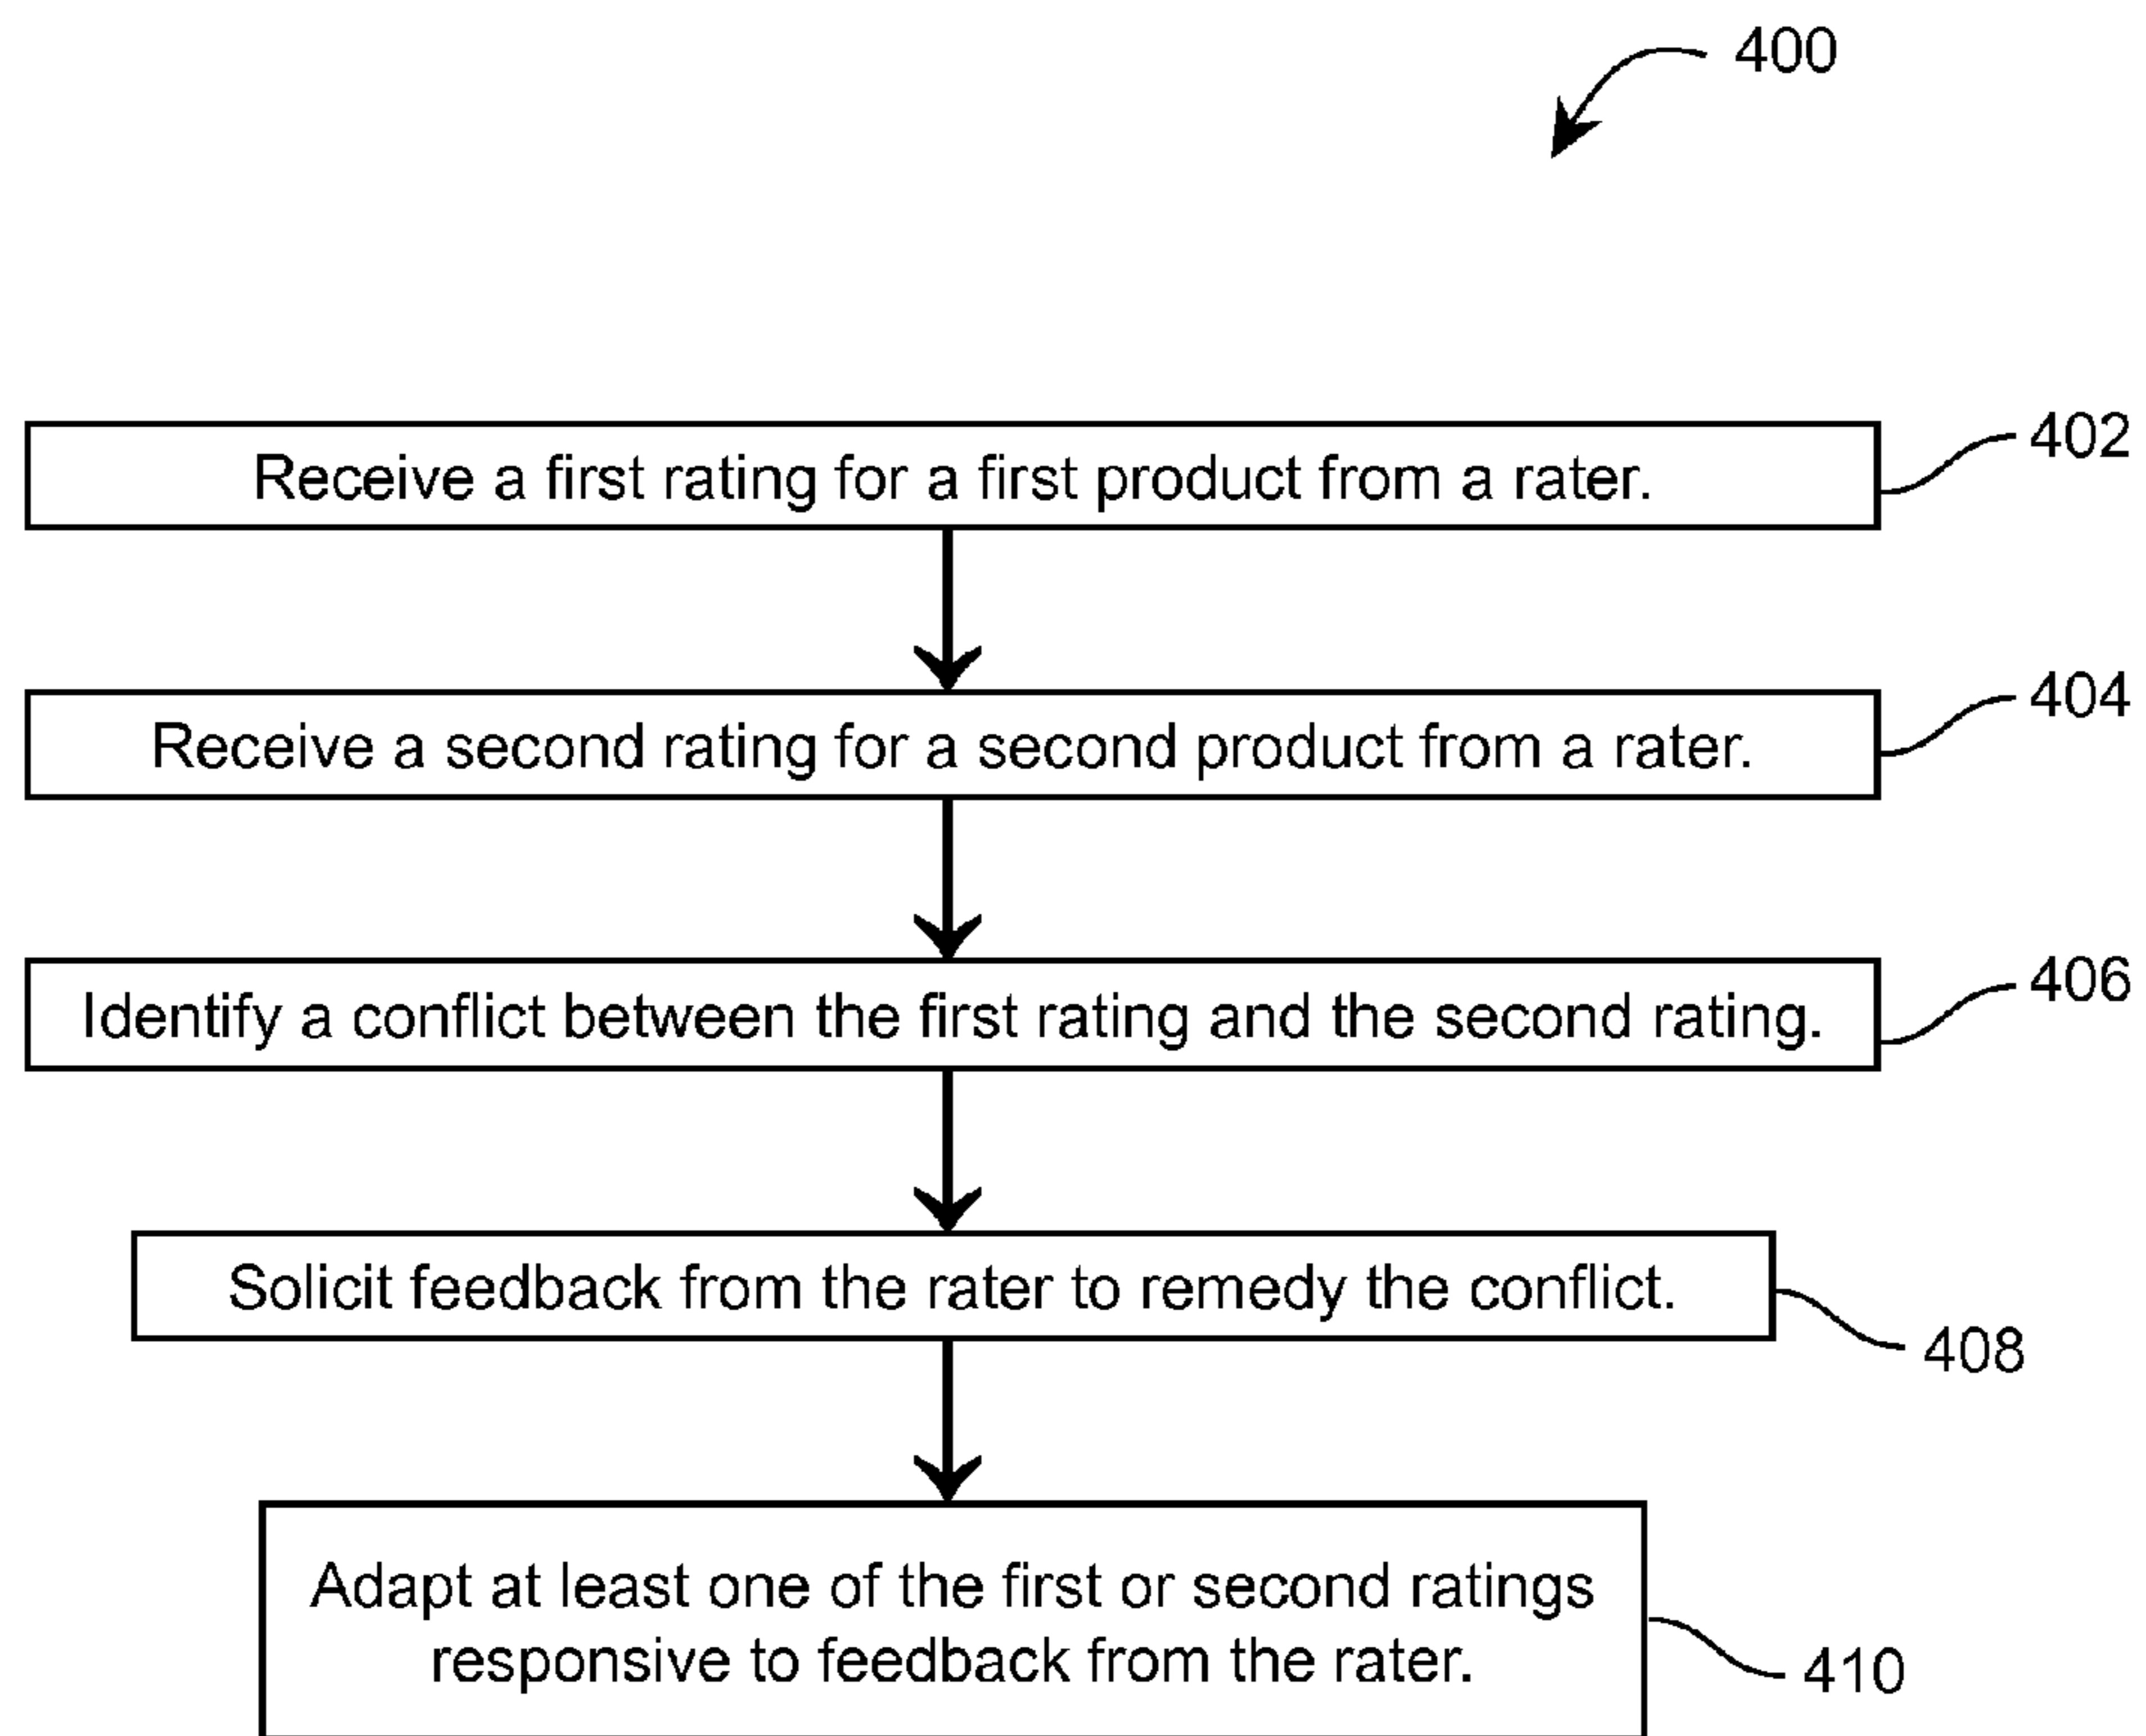 400
Receive a first rating for a first product from a rater.
402
Receive a second rating for a second product from a rater.
404
Identify a conflict between the first rating and the second rating.
406
Solicit feedback from the rater to remedy the conflict.
408
Adapt at least one of the first or second ratings
responsive to feedback from the rater.
410